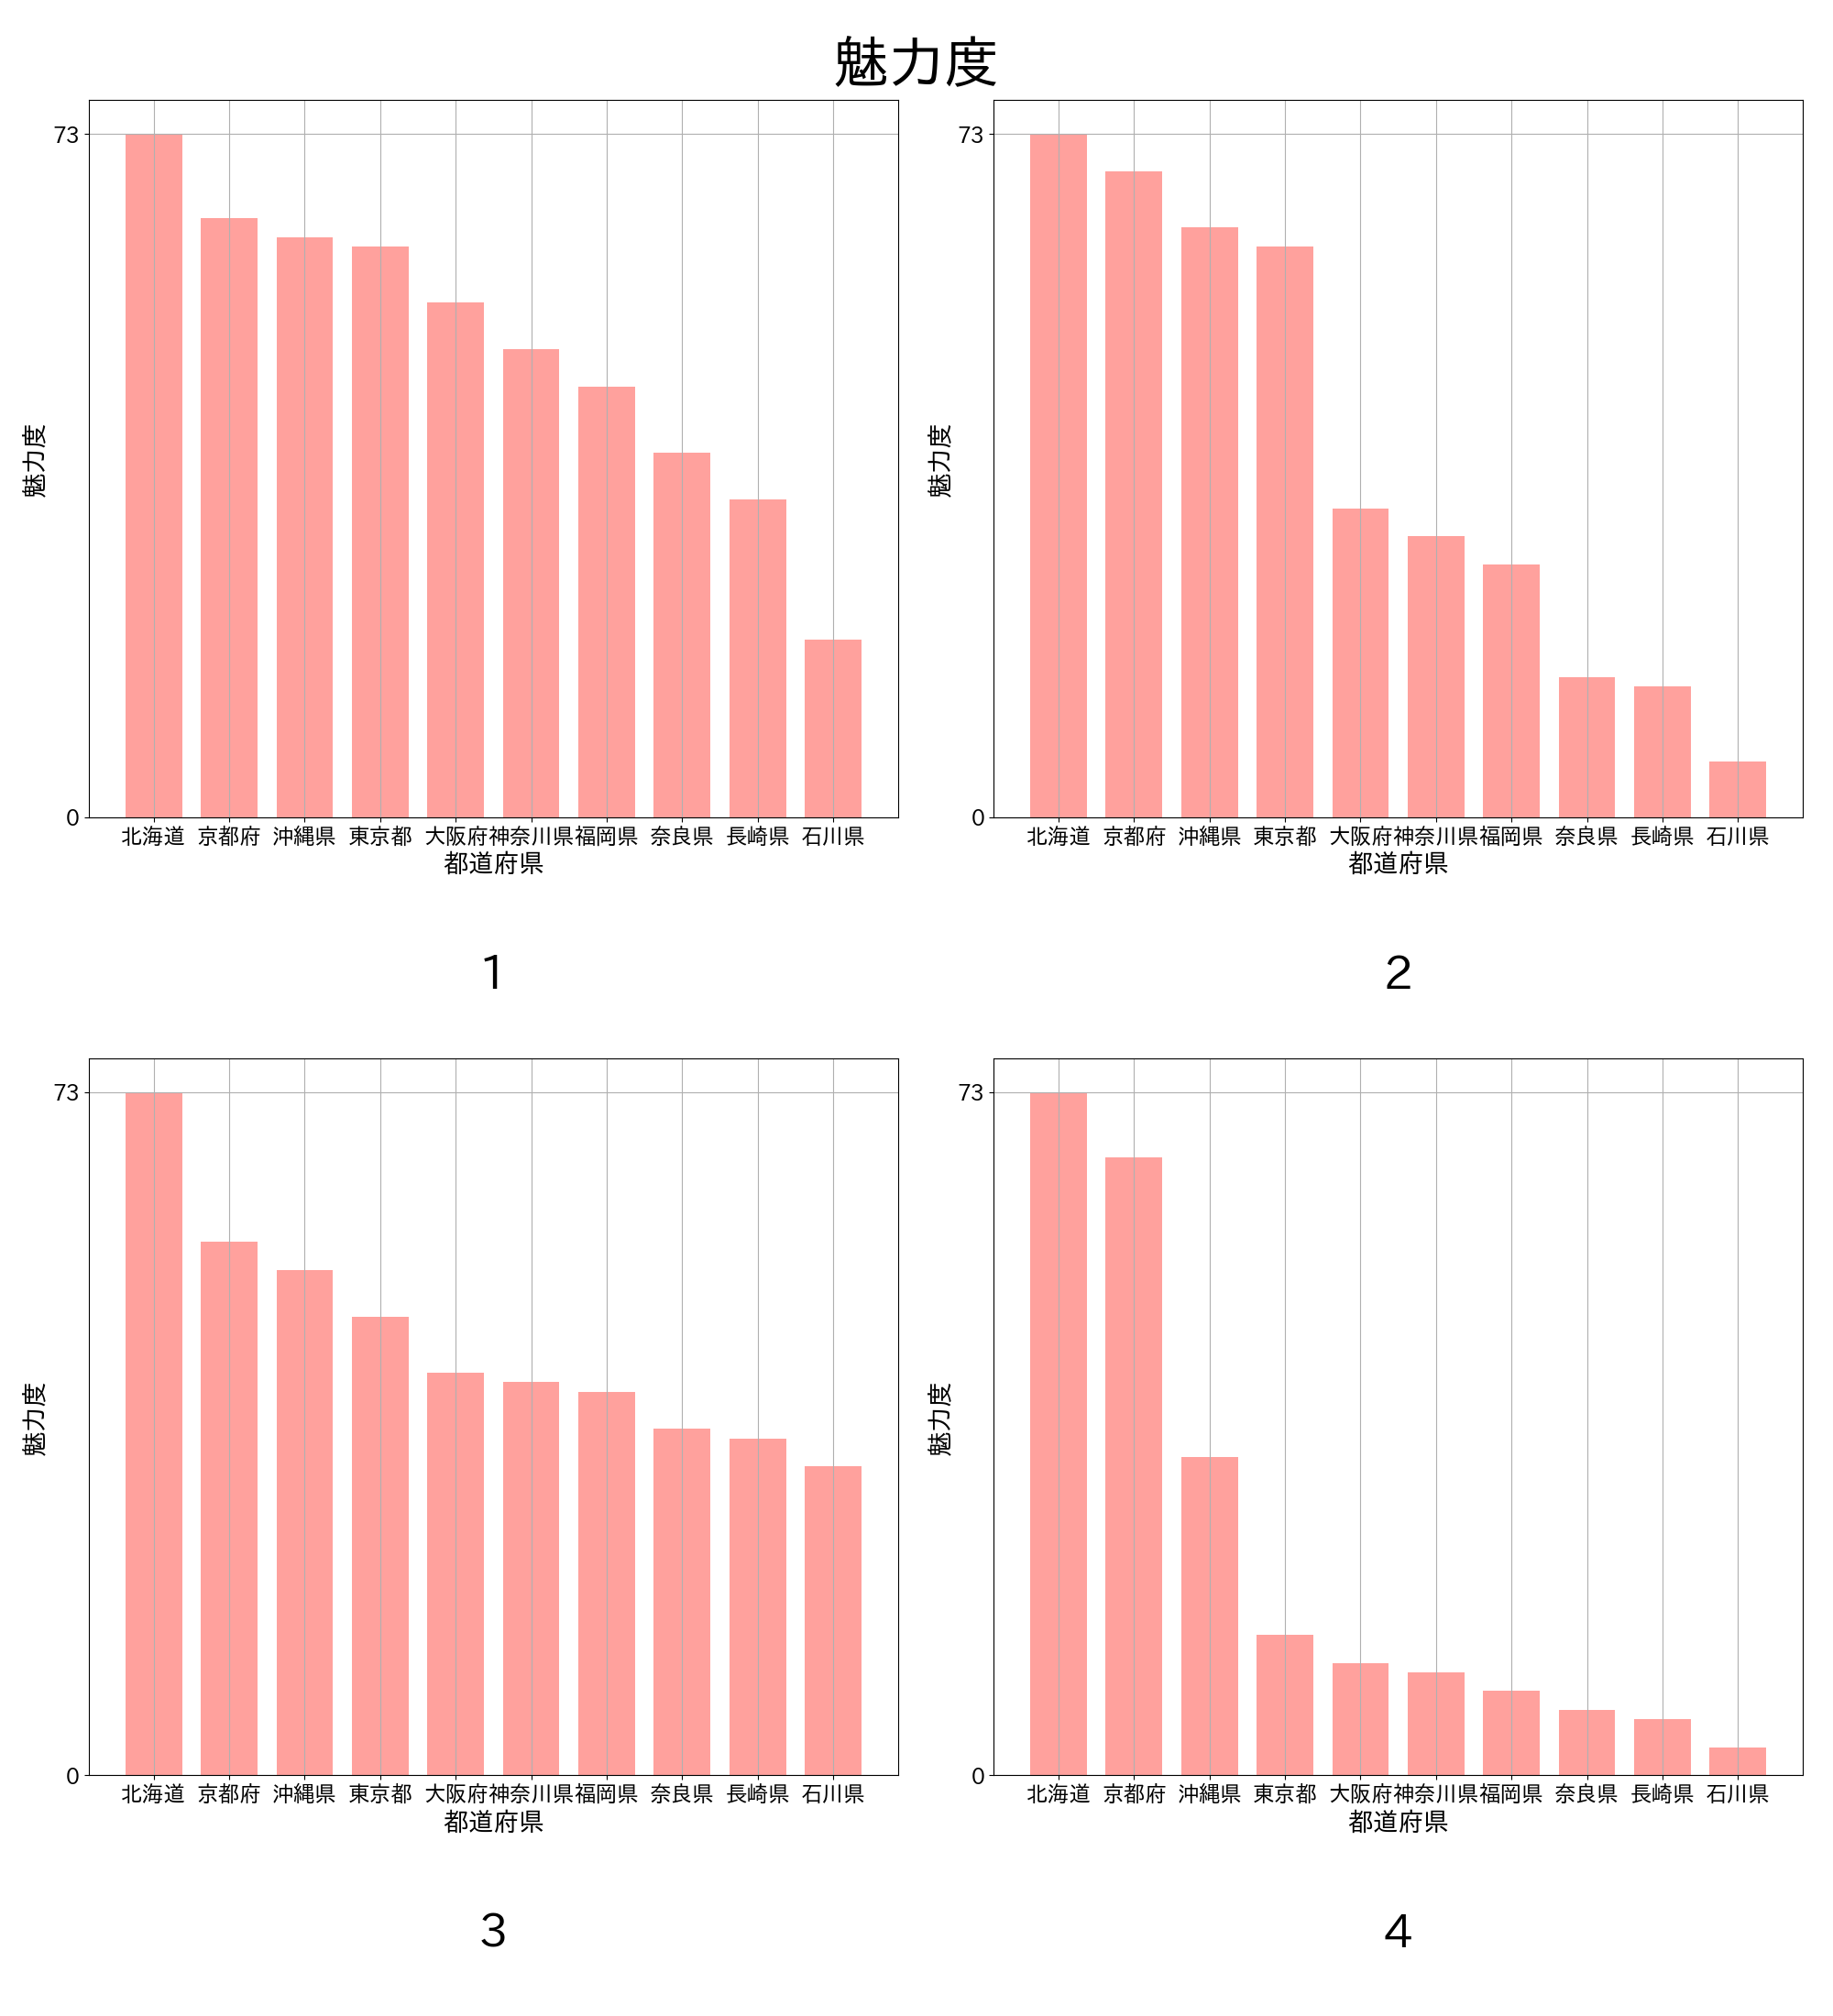 魅力度
73
0
魅力度
北海道 京都府 沖縄県 東京都 大阪府 神奈川県 福岡県 奈良県 長崎県 石川県
都道府県
1
73
0
魅力度
北海道 京都府 沖縄県 東京都 大阪府 神奈川県 福岡県 奈良県 長崎県 石川県
都道府県
2
73
0
魅力度
北海道 京都府 沖縄県 東京都 大阪府 神奈川県 福岡県 奈良県 長崎県 石川県
都道府県
3
73
0
魅力度
北海道 京都府 沖縄県 東京都 大阪府 神奈川県 福岡県 奈良県 長崎県 石川県
都道府県
4